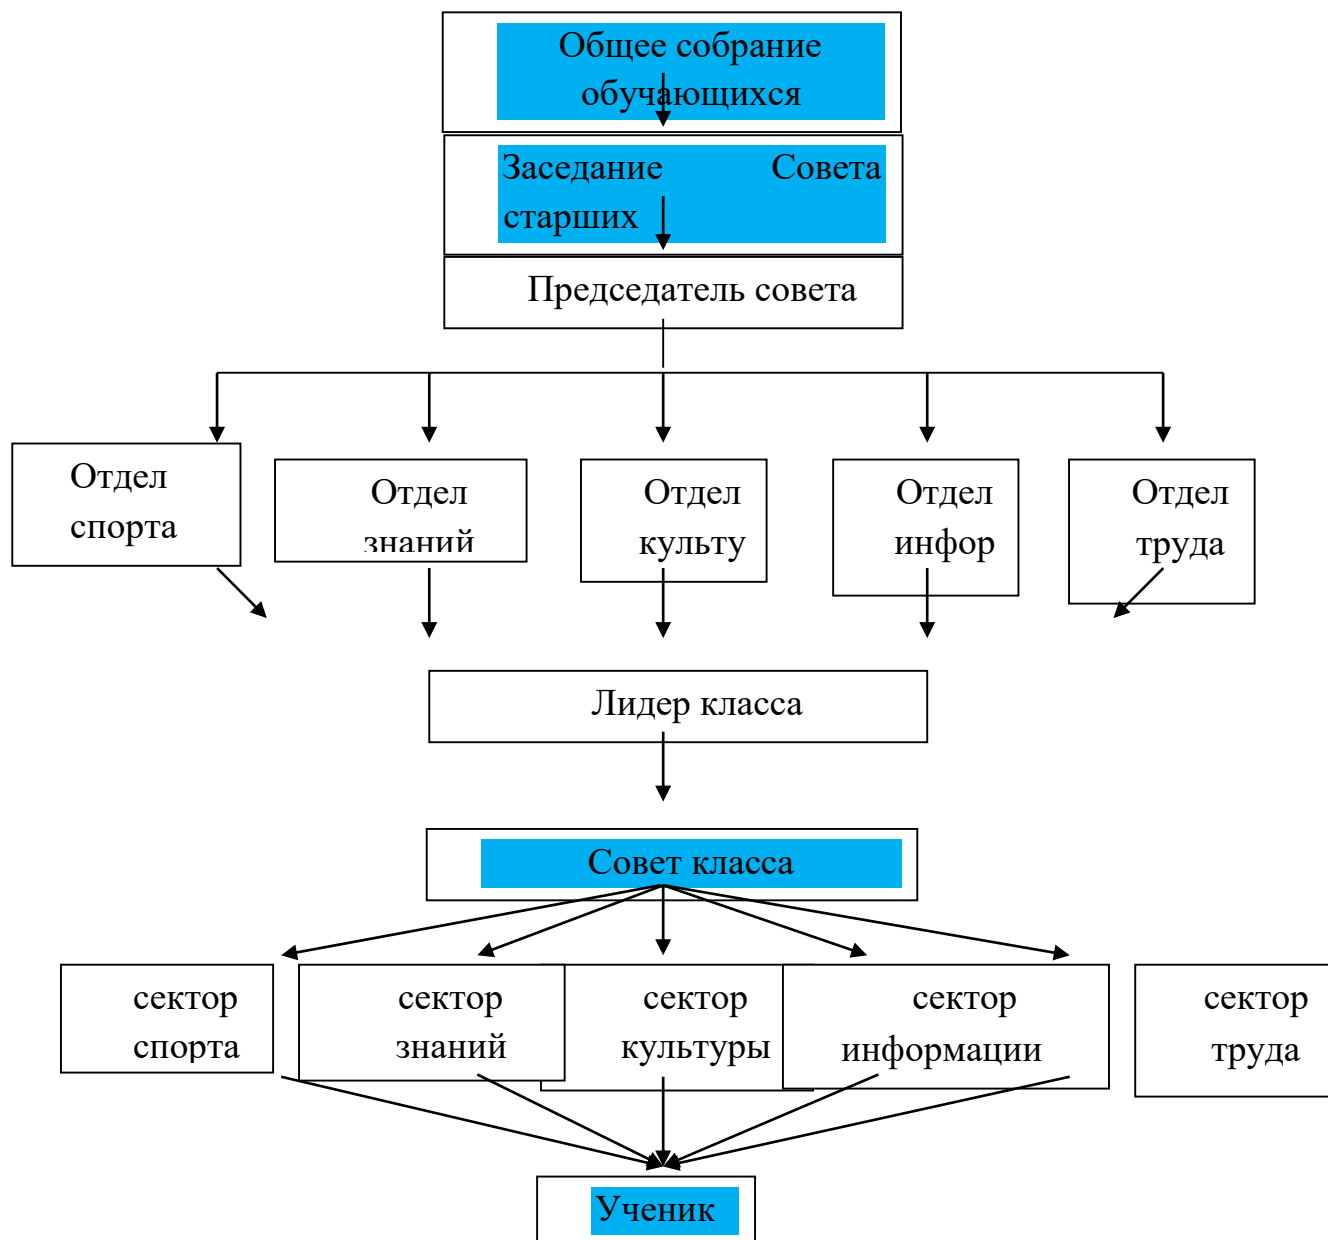 Общее собрание
обучающихся
Заседание Совета
старших
Председатель совета
Отдел
спорта
Отдел
знаний
Отдел
культу
Отдел
инфор
Отдел
труда
Лидер класса
Совет класса
сектор
спорта
сектор
знаний
сектор
культуры
сектор
информации
сектор
труда
Ученик